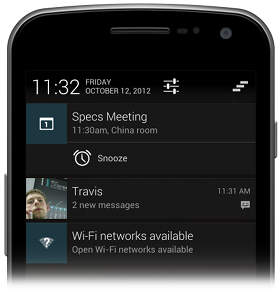 11:32 FRIDAY
OCTOBER 12, 2012
1
Specs Meeting
11:30am, China room
Snooze
Travis 11:31 AM
2 new messages
Wi-Fi networks available
Open Wi-Fi networks available